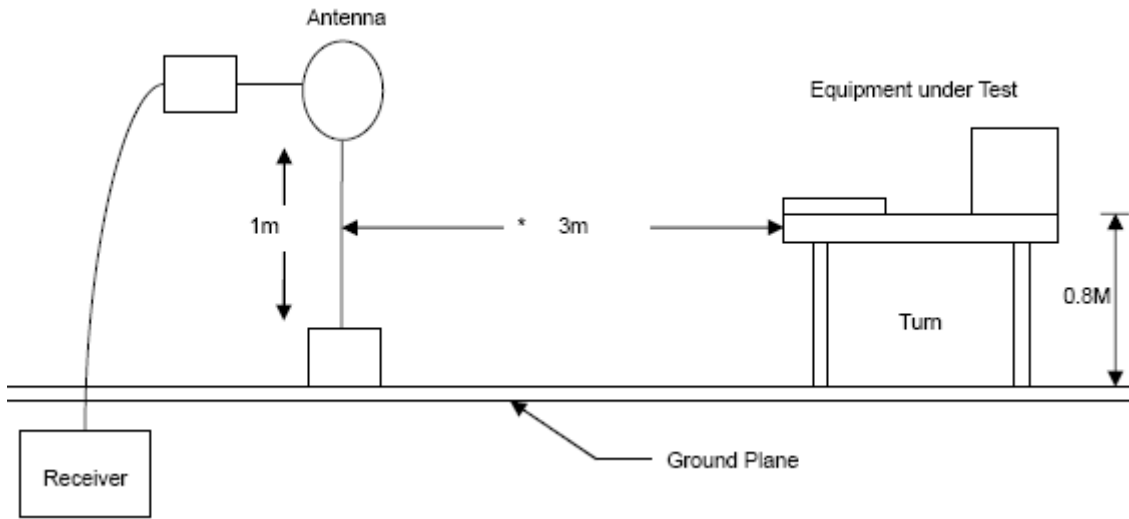 Antenna
Equipment under Test
1m
* 3m
0.8M
Turn
Ground Plane
Receiver